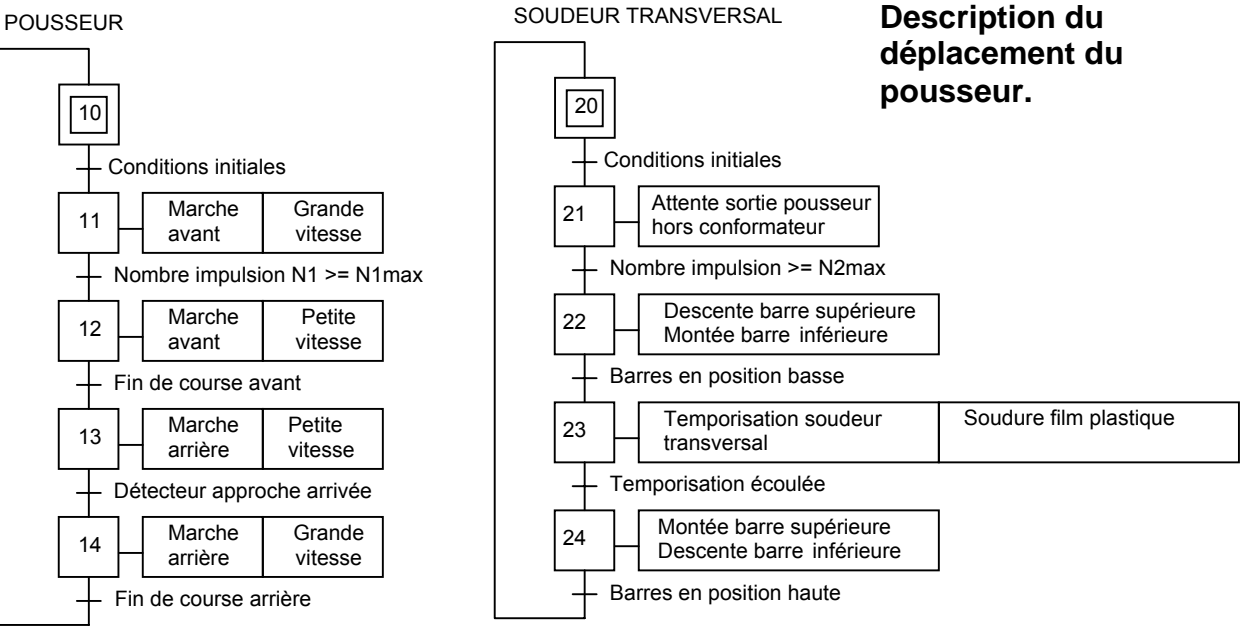 POUSSEUR
10
Conditions initiales
11
Marche
avant
Grande
vitesse
Nombre impulsion N1 >= N1max
12
Marche
avant
Petite
vitesse
Fin de course avant
13
Marche
arrière
Petite
vitesse
Détecteur approche arrivée
14
Marche
arrière
Grande
vitesse
Fin de course arrière
SOUDEUR TRANSVERSAL
20
Conditions initiales
21
Attente sortie pousseur
hors conformateur
Nombre impulsion >= N2max
22
Descente barre supérieure
Montée barre inférieure
Barres en position basse
23
Temporisation soudeur
transversal
Soudure film plastique
Temporisation écoulée
24
Montée barre supérieure
Descente barre inférieure
Barres en position haute
Description du
déplacement du
pousseur.